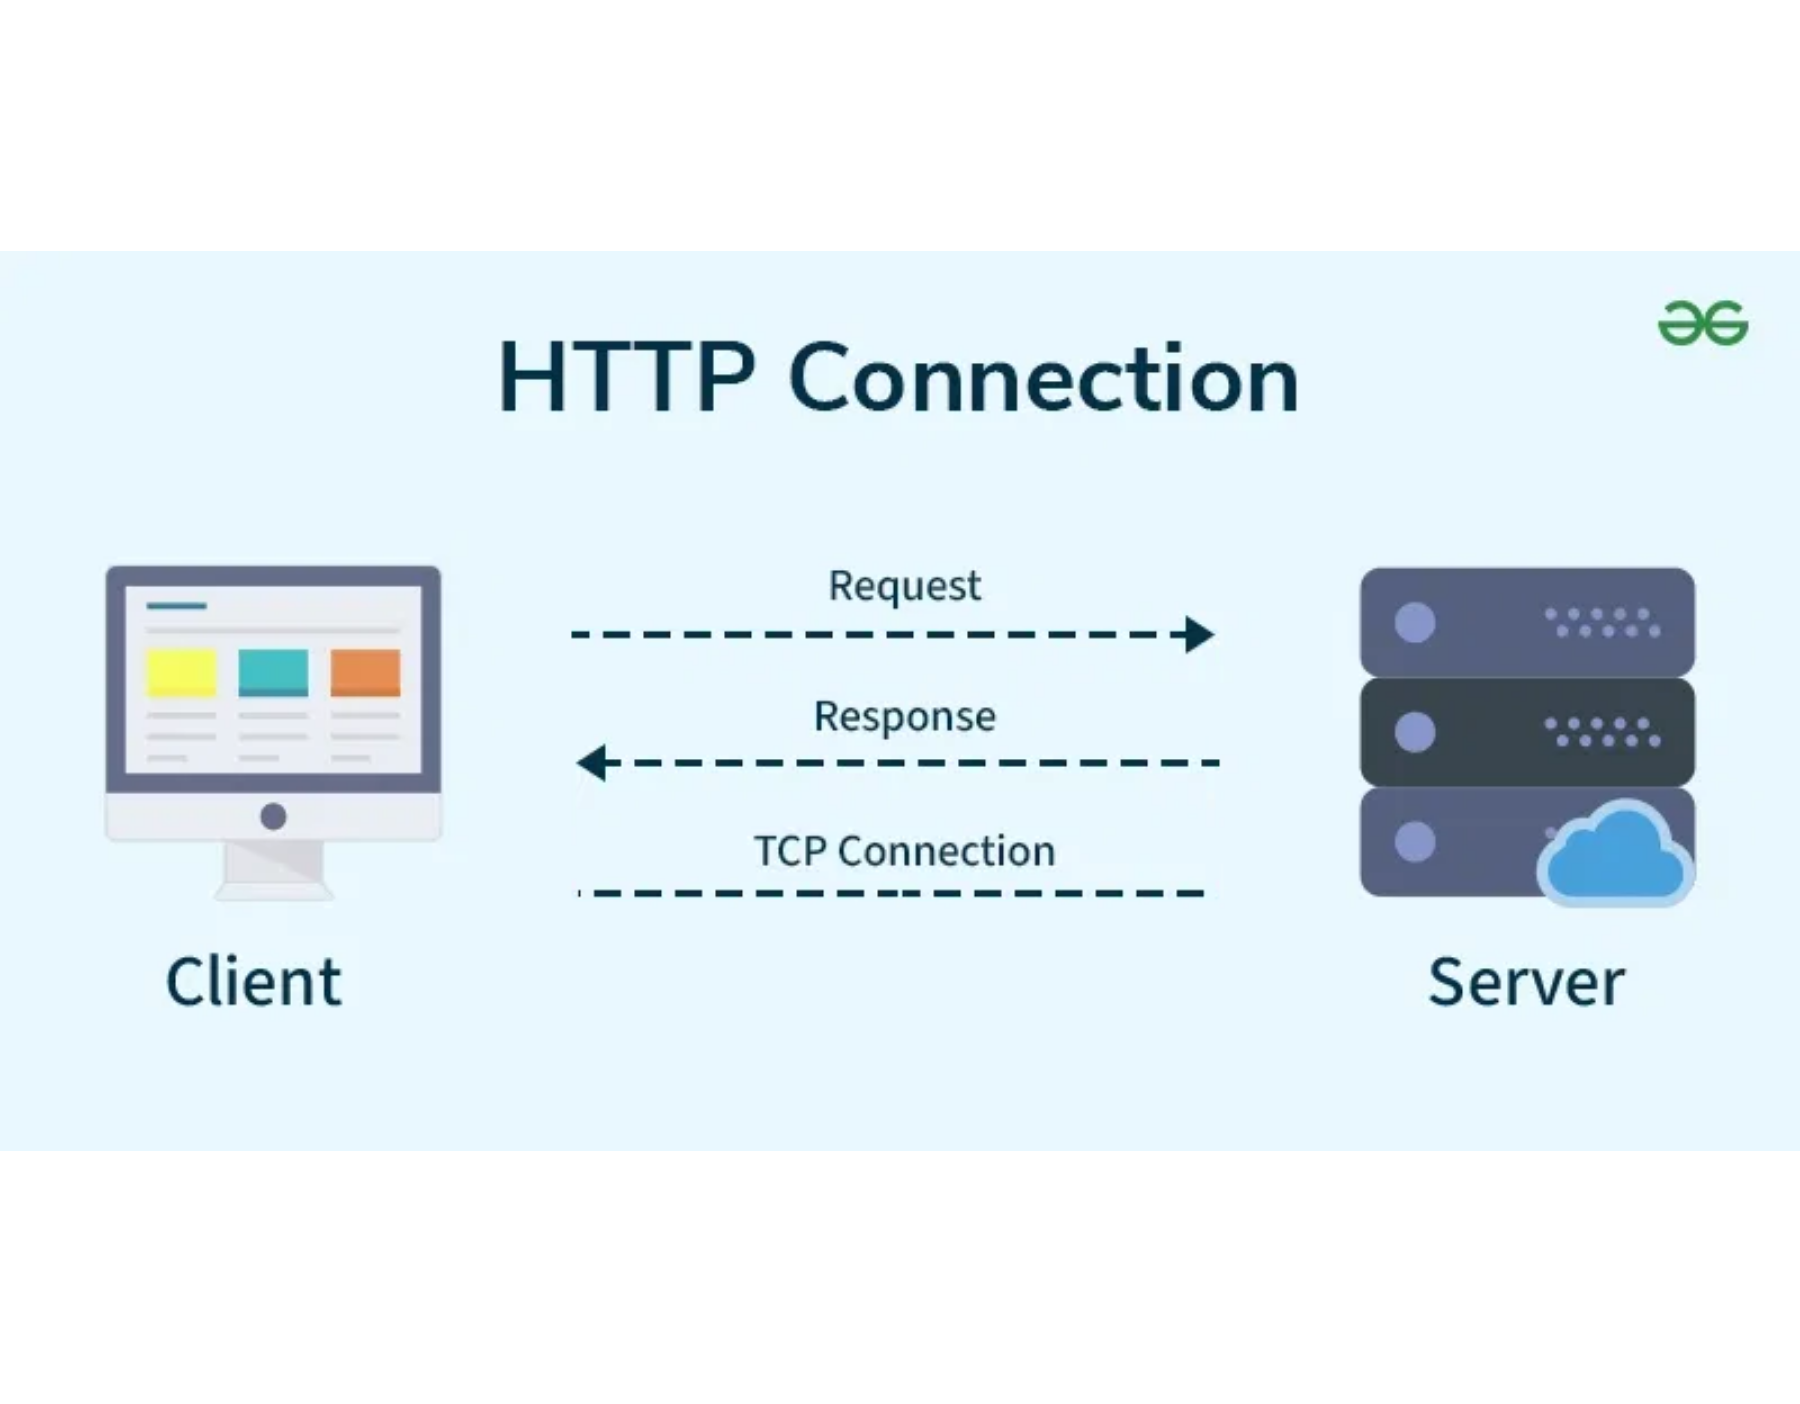 HTTP Connection
Request
Response
TCP Connection
Client
Server